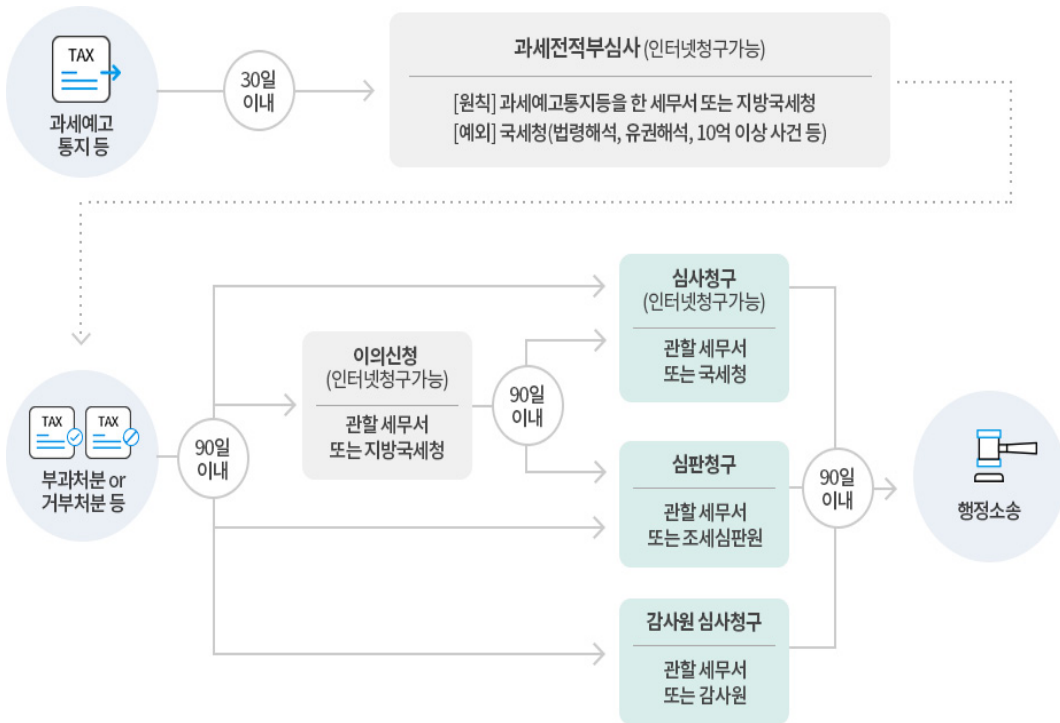 TAX
과세예고
통지 등
30일
이내
과세전적부심사 (인터넷청구가능)
[원칙] 과세예고통지등을 한 세무서 또는 지방국세청
[예외] 국세청(법령해석, 유권해석, 10억 이상 사건 등)
TAX
TAX
부과처분 or
거부처분 등
90일
이내
이의신청
(인터넷청구가능)
관할 세무서
또는 지방국세청
90일
이내
심사청구
(인터넷청구가능)
관할 세무서
또는 국세청
심판청구
관할 세무서
또는 조세심판원
감사원 심사청구
관할 세무서
또는 감사원
90일
이내
행정소송